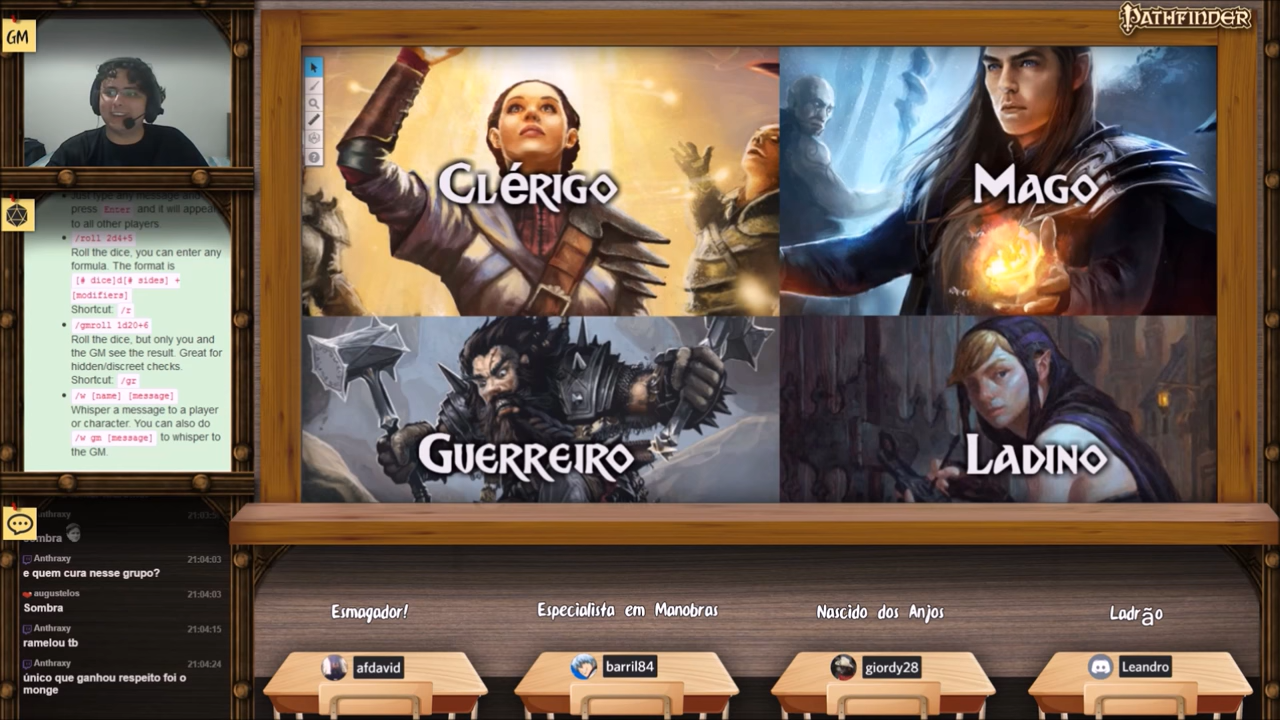 GM
PATHFINDER
Just type any message and
press Enter and it will appear
to all other players.
/roll 2d4+5
Roll the dice, you can enter any
formula. The format is
[# dice]d[# sides] +
[modifiers]
Shortcut: /r
/gmroll 1d20+6
Roll the dice, but only you and
the GM see the result. Great for
hidden/discreet checks.
Shortcut: /gr
/w [name] [message]
Whisper a message to a player
or character. You can also do
/w gm [message] to whisper to
the GM.
Clérigo
Mago
Guerreiro
Ladino
Anthraxy 21:04:03
e quem cura nesse grupo?
augustelos 21:04:03
Sombra
Anthraxy 21:04:15
ramelou tb
Anthraxy 21:04:24
único que ganhou respeito foi o
monge
Esmagador!
Especialista em Manobras
Nascido dos Anjos
Ladrão
afdavid
barril84
giordy28
Leandro